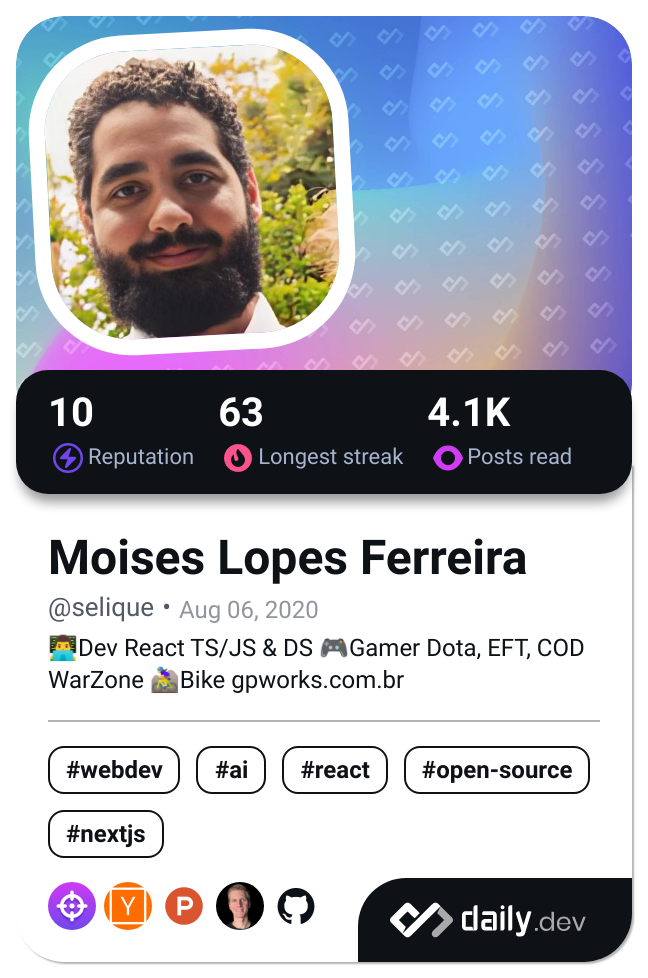 10 63 4.1K
Reputation Longest streak Posts read
Moises Lopes Ferreira
@selique • Aug 06, 2020
👨‍💻Dev React TS/JS & DS 🎮Gamer Dota, EFT, COD
WarZone 🚵Bike gpworks.com.br
#webdev #ai #react #open-source
#nextjs
Y P daily.dev